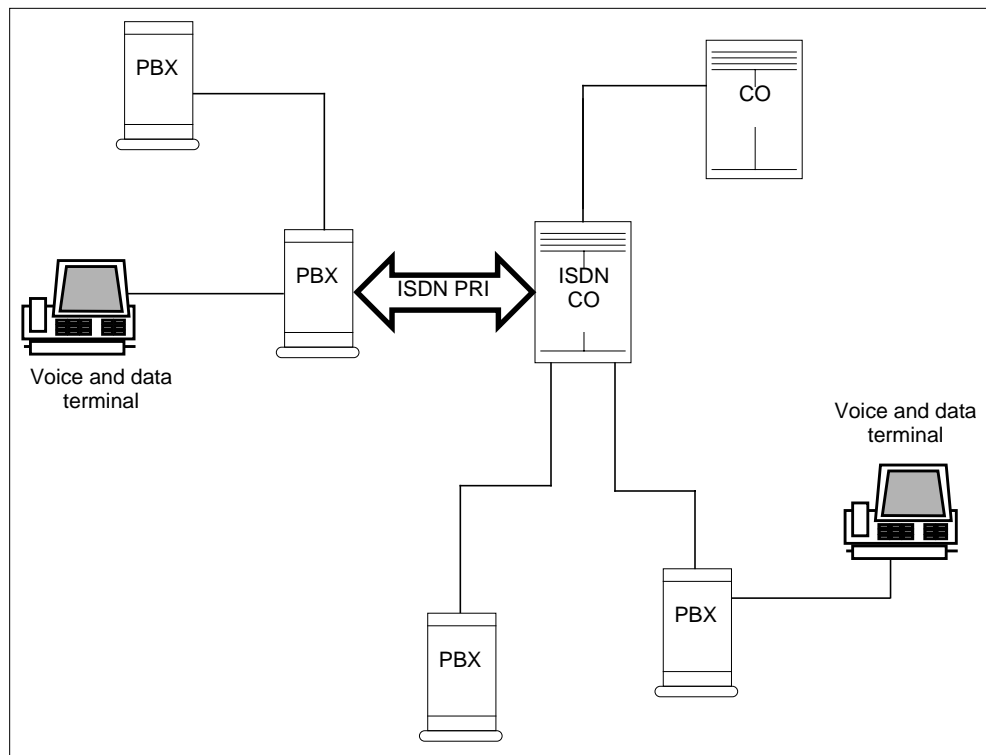 PBX
CO
PBX
ISDN PRI
ISDN
CO
Voice and data
terminal
Voice and data
terminal
PBX
PBX